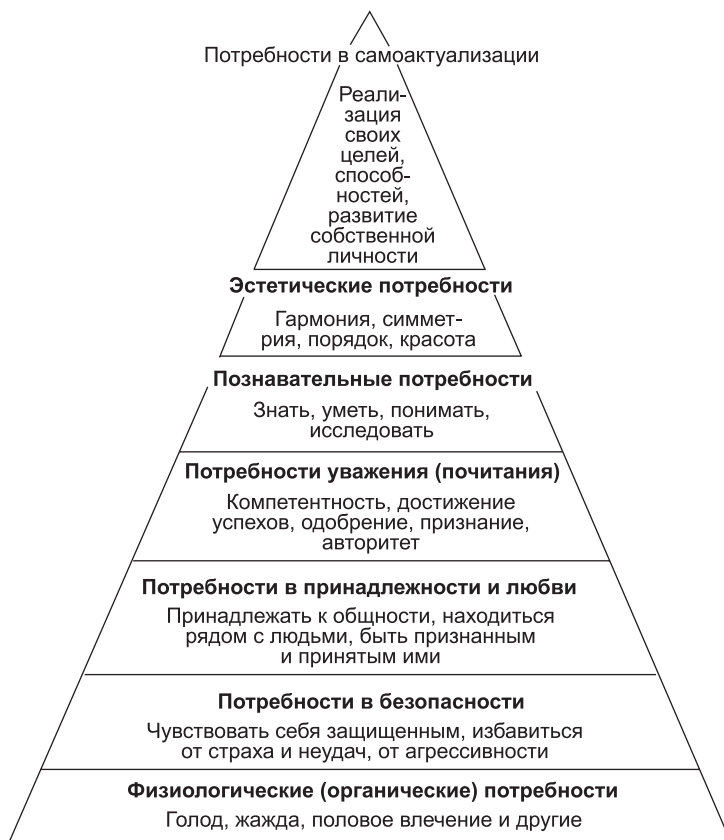 Потребности в самоактуализации
Реали-
зация
своих
целей,
способ-
ностей,
развитие
собственной
личности
Эстетические потребности
Гармония, симмет-
рия, порядок, красота
Познавательные потребности
Знать, уметь, понимать,
исследовать
Потребности уважения (почитания)
Компетентность, достижение
успехов, одобрение, признание,
авторитет
Потребности в принадлежности и любви
Принадлежать к общности, находиться
рядом с людьми, быть признанным
и принятым ими
Потребности в безопасности
Чувствовать себя защищенным, избавиться
от страха и неудач, от агрессивности
Физиологические (органические) потребности
Голод, жажда, половое влечение и другие